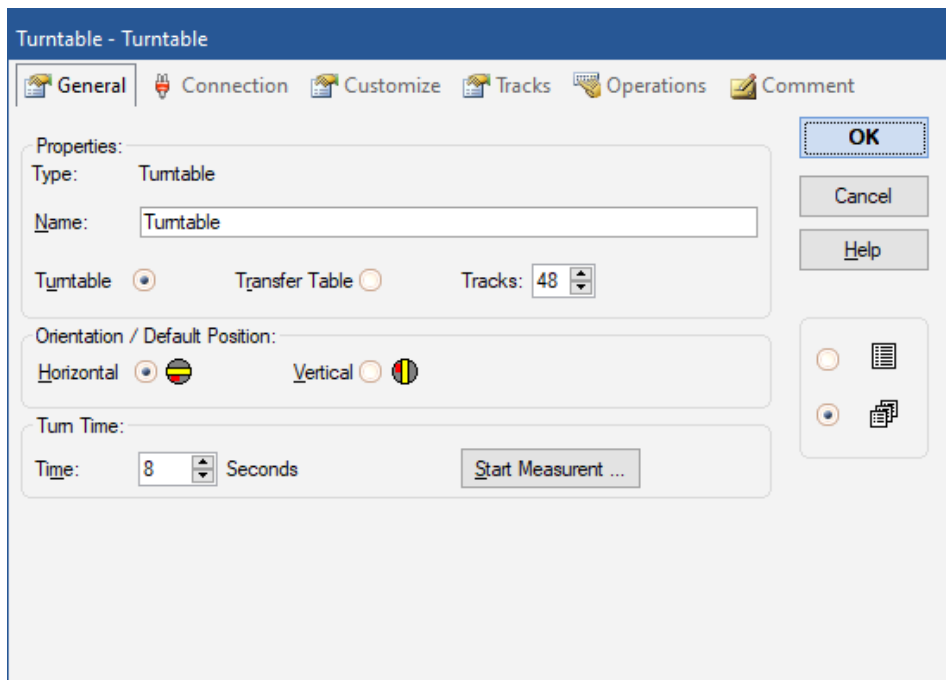 Turntable - Turntable
General Connection Customize Tracks Operations Comment
Properties:
Type: Turntable
Name: Turntable
Turntable Transfer Table Tracks: 48
Orientation / Default Position:
Horizontal Vertical
Turn Time:
Time: 8 Seconds Start Measurent ...
OK
Cancel
Help